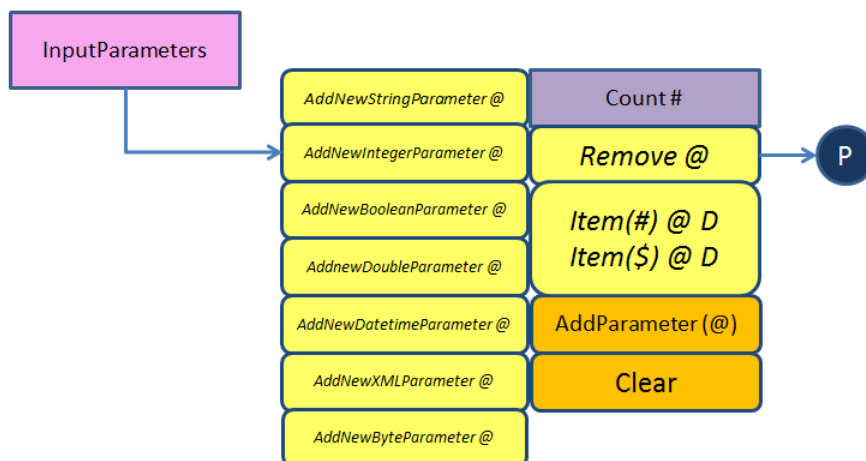 InputParameters
AddNewStringParameter @
Count #
AddNewIntegerParameter @
Remove @
P
AddNewBooleanParameter @
Item(#) @ D
Item($) @ D
AddnewDoubleParameter @
AddNewDatetimeParameter @
AddParameter (@)
AddNewXMLParameter @
Clear
AddNewByteParameter @